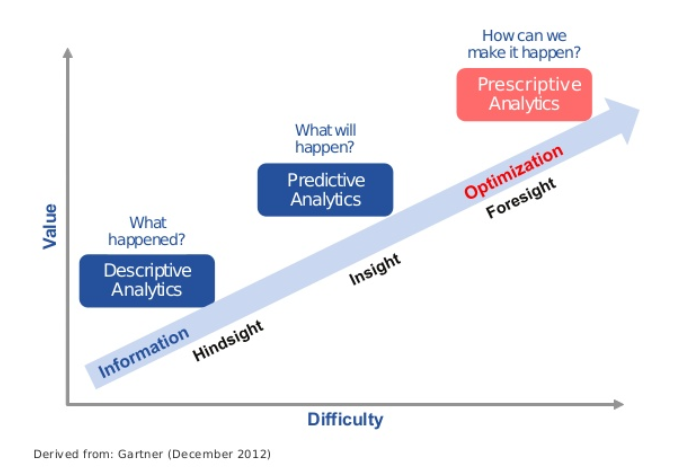 How can we
make it happen?
Prescriptive
Analytics
What will
happen?
Predictive
Analytics
What
happened?
Descriptive
Analytics
Value
Information
Hindsight
Insight
Optimization
Foresight
Difficulty
Derived from: Gartner (December 2012)